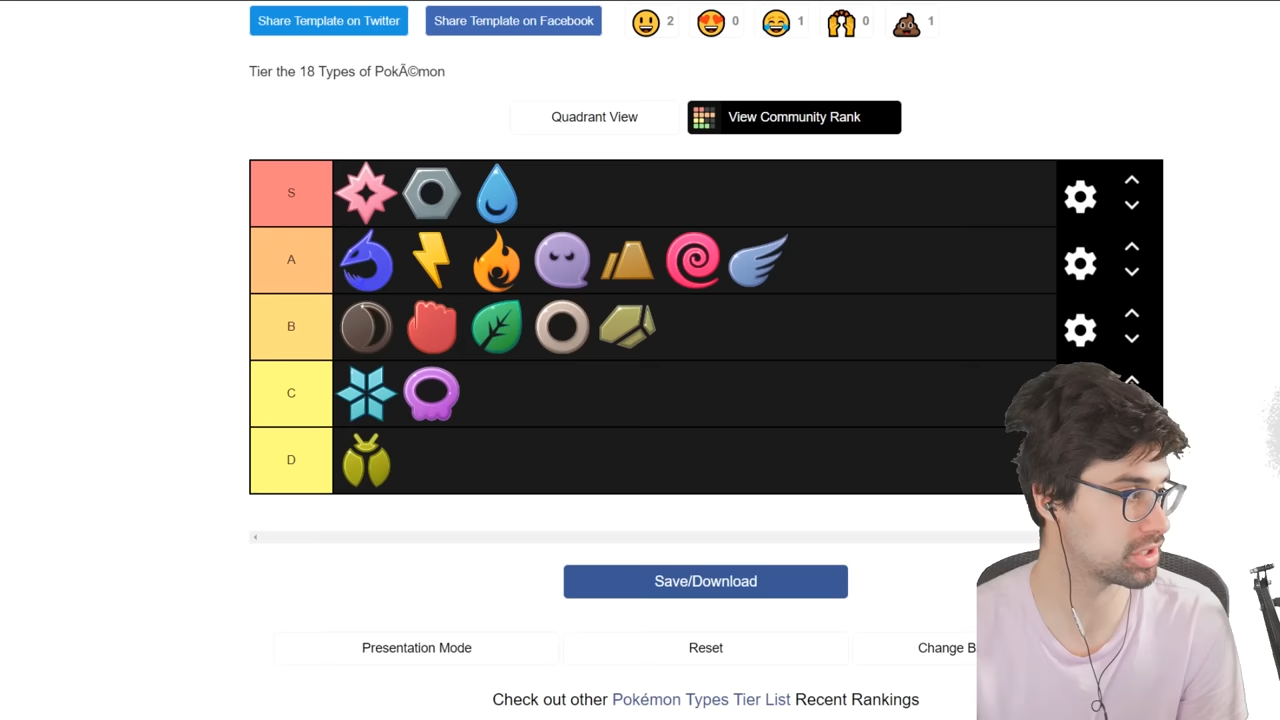 Share Template on Twitter
Share Template on Facebook
2
0
1
0
1
Tier the 18 Types of PokÃ©mon
Quadrant View
View Community Rank
S
A
B
C
D
Save/Download
Presentation Mode
Reset
Change B
Check out other Pokémon Types Tier List Recent Rankings